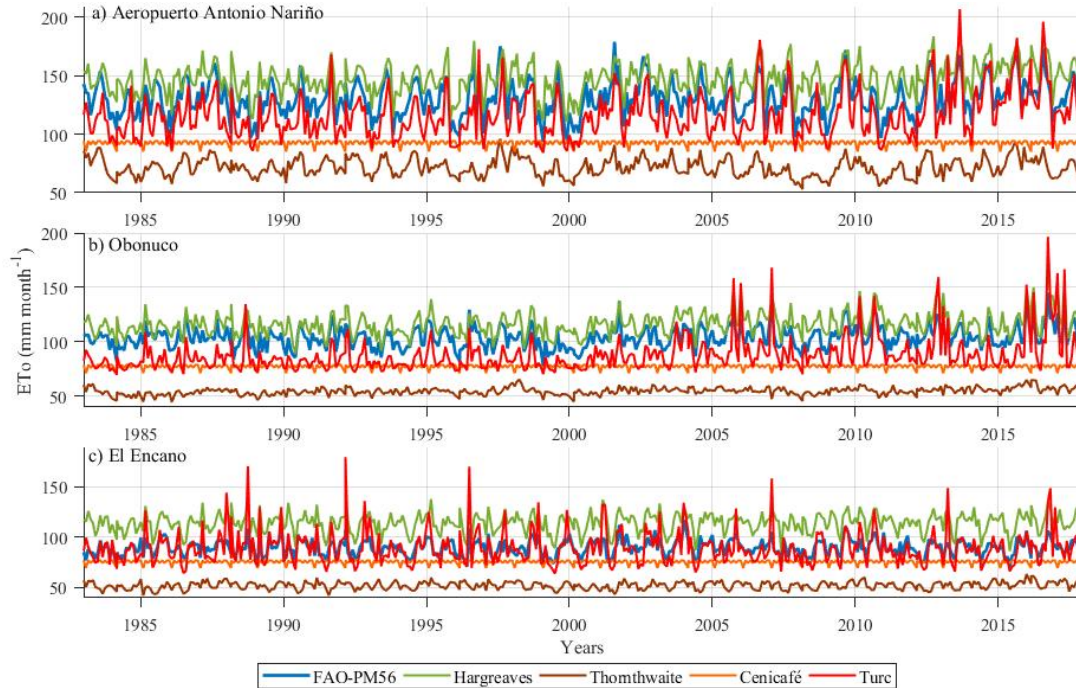 a) Aeropuerto Antonio Nariño
200
150
100
50
1985 1990 1995 2000 2005 2010 2015
b) Obonuco
200
150
100
50
1985 1990 1995 2000 2005 2010 2015
c) El Encano
150
100
50
1985 1990 1995 2000 2005 2010 2015
ETo (mm month⁻¹)
Years
FAO-PM56 Hargreaves Thornthwaite Cenicafé Turc